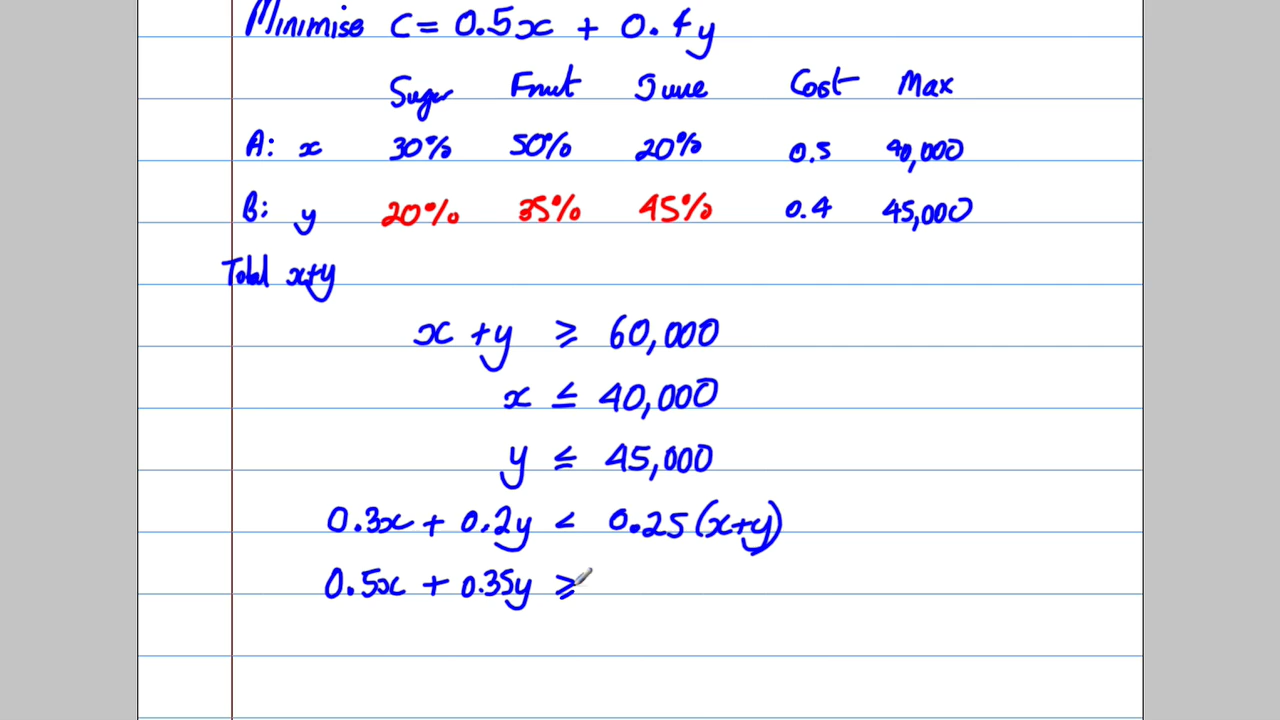 Minimise C = 0.5x + 0.4y
Sugar Fruit Juice Cost Max
A: x 30% 50% 20% 0.5 40,000
B: y 20% 35% 45% 0.4 45,000
Total x+y
x + y ≥ 60,000
x ≤ 40,000
y ≤ 45,000
0.3x + 0.2y < 0.25(x+y)
0.5x + 0.35y ≥